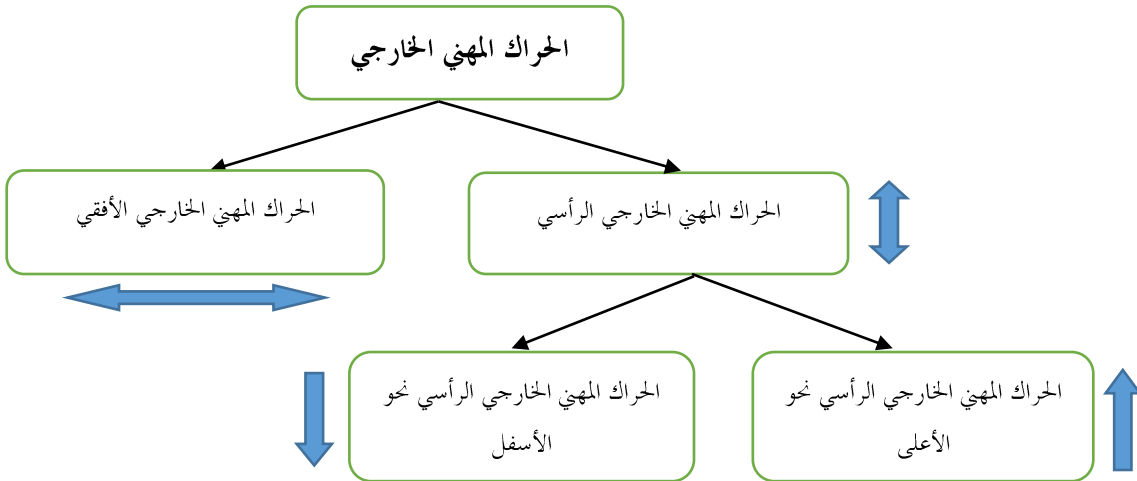 الحراك المهني الخارجي
الحراك المهني الخارجي الرأسي
الحراك المهني الخارجي الأفقي
الحراك المهني الخارجي الرأسي نحو
الأعلى
الحراك المهني الخارجي الرأسي نحو
الأسفل